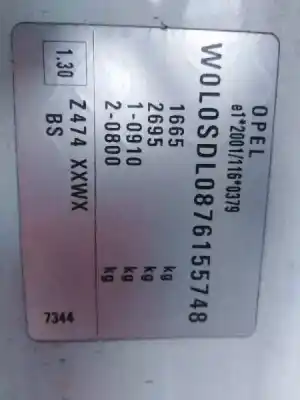 OPEL
e1*2001/116*0379
W0L0SDL0876155748
1665 kg
2695 kg
1-0910 kg
2-0800 kg
1.30 Z474 XXWX
BS
7344